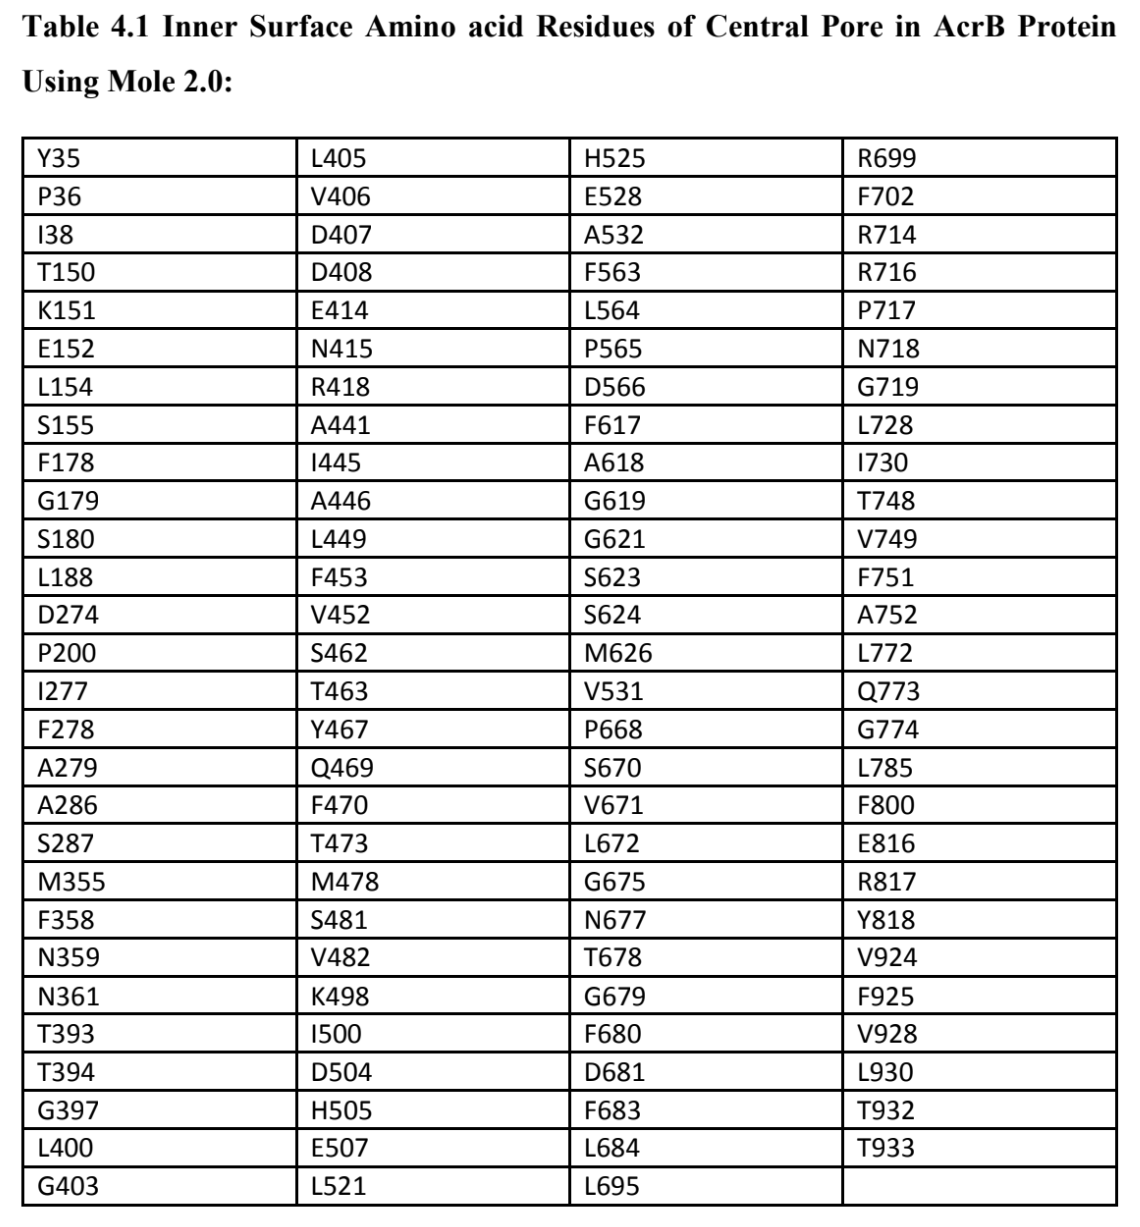 Table 4.1 Inner Surface Amino acid Residues of Central Pore in AcrB Protein
Using Mole 2.0:
Y35 L405 H525 R699
P36 V406 E528 F702
I38 D407 A532 R714
T150 D408 F563 R716
K151 E414 L564 P717
E152 N415 P565 N718
L154 R418 D566 G719
S155 A441 F617 L728
F178 I445 A618 I730
G179 A446 G619 T748
S180 L449 G621 V749
L188 F453 S623 F751
D274 V452 S624 A752
P200 S462 M626 L772
I277 T463 V531 Q773
F278 Y467 P668 G774
A279 Q469 S670 L785
A286 F470 V671 F800
S287 T473 L672 E816
M355 M478 G675 R817
F358 S481 N677 Y818
N359 V482 T678 V924
N361 K498 G679 F925
T393 I500 F680 V928
T394 D504 D681 L930
G397 H505 F683 T932
L400 E507 L684 T933
G403 L521 L695